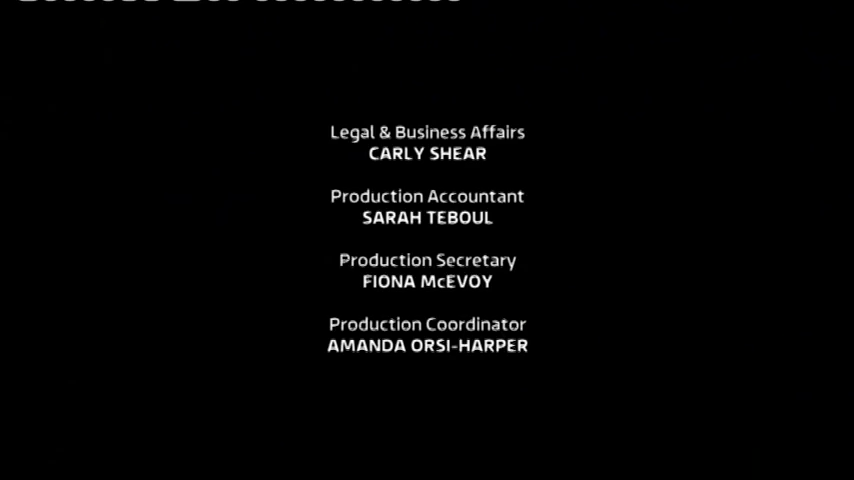 Legal & Business Affairs
CARLY SHEAR
Production Accountant
SARAH TEBOUL
Production Secretary
FIONA McEVOY
Production Coordinator
AMANDA ORSI-HARPER